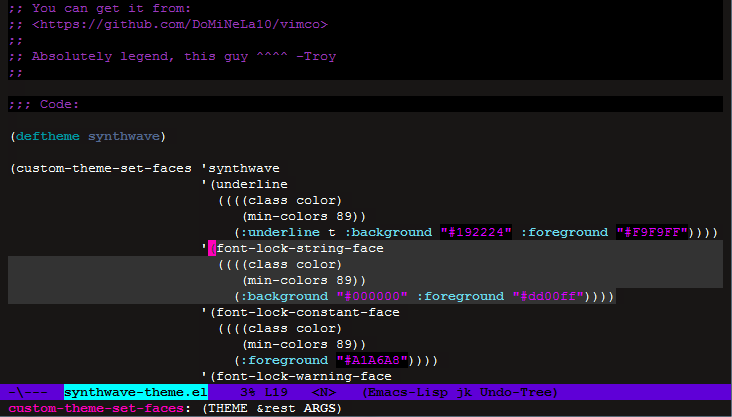 ;; You can get it from:
;; <https://github.com/DoMiNeLa10/vimco>
;;
;; Absolutely legend, this guy ^^^^ -Troy
;;
;;; Code:
(deftheme synthwave)
(custom-theme-set-faces 'synthwave
'(underline
((((class color)
(min-colors 89))
(:underline t :background "#192224" :foreground "#F9F9FF"))))
'(font-lock-string-face
((((class color)
(min-colors 89))
(:background "#000000" :foreground "#dd00ff"))))
'(font-lock-constant-face
((((class color)
(min-colors 89))
(:foreground "#A1A6A8"))))
'(font-lock-warning-face
-\--- synthwave-theme.el 3% L19 <N> (Emacs-Lisp jk Undo-Tree)
custom-theme-set-faces: (THEME &rest ARGS)